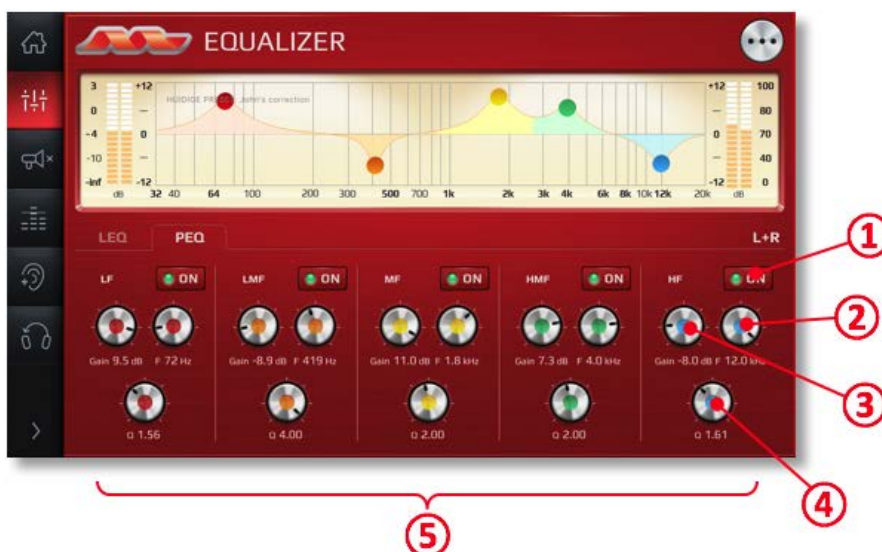 EQUALIZER
3 +12 +12 100
0 – – 80
-4 0 0 70
-10 – – 40
-inf -12 -12 0
HUIDIGE PRESET: John's correction
dB 32 40 64 100 200 300 500 700 1k 2k 3k 4k 6k 8k 10k 12k 20k dB
LEQ PEQ L+R
LF ON LMF ON MF ON HMF ON HF ON
Gain 9.5 dB F 72 Hz Gain -8.9 dB F 419 Hz Gain 11.0 dB F 1.8 kHz Gain 7.3 dB F 4.0 kHz Gain -8.0 dB F 12.0 kHz
Q 1.56 Q 4.00 Q 2.00 Q 2.00 Q 1.61
1
2
3
4
5